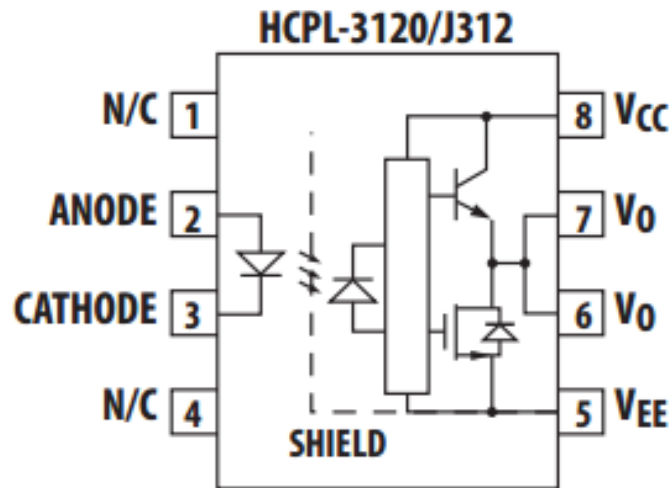 HCPL-3120/J312
N/C 1
8 VCC
ANODE 2
7 VO
CATHODE 3
6 VO
N/C 4
5 VEE
SHIELD